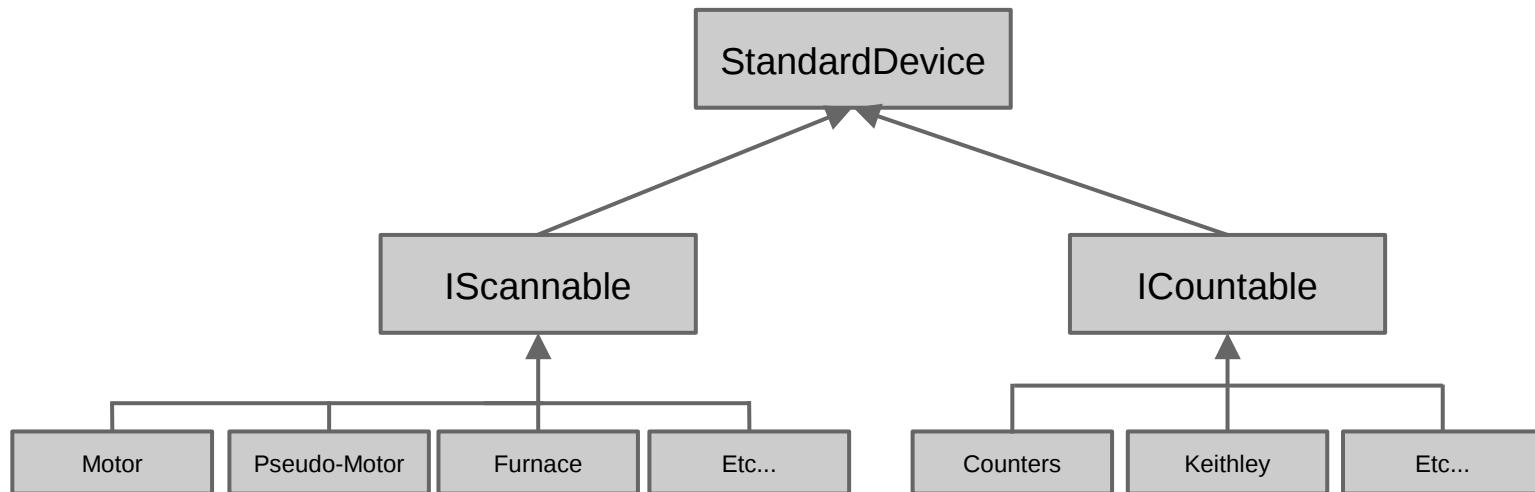 StandardDevice
IScannable
ICountable
Motor
Pseudo-Motor
Furnace
Etc...
Counters
Keithley
Etc...